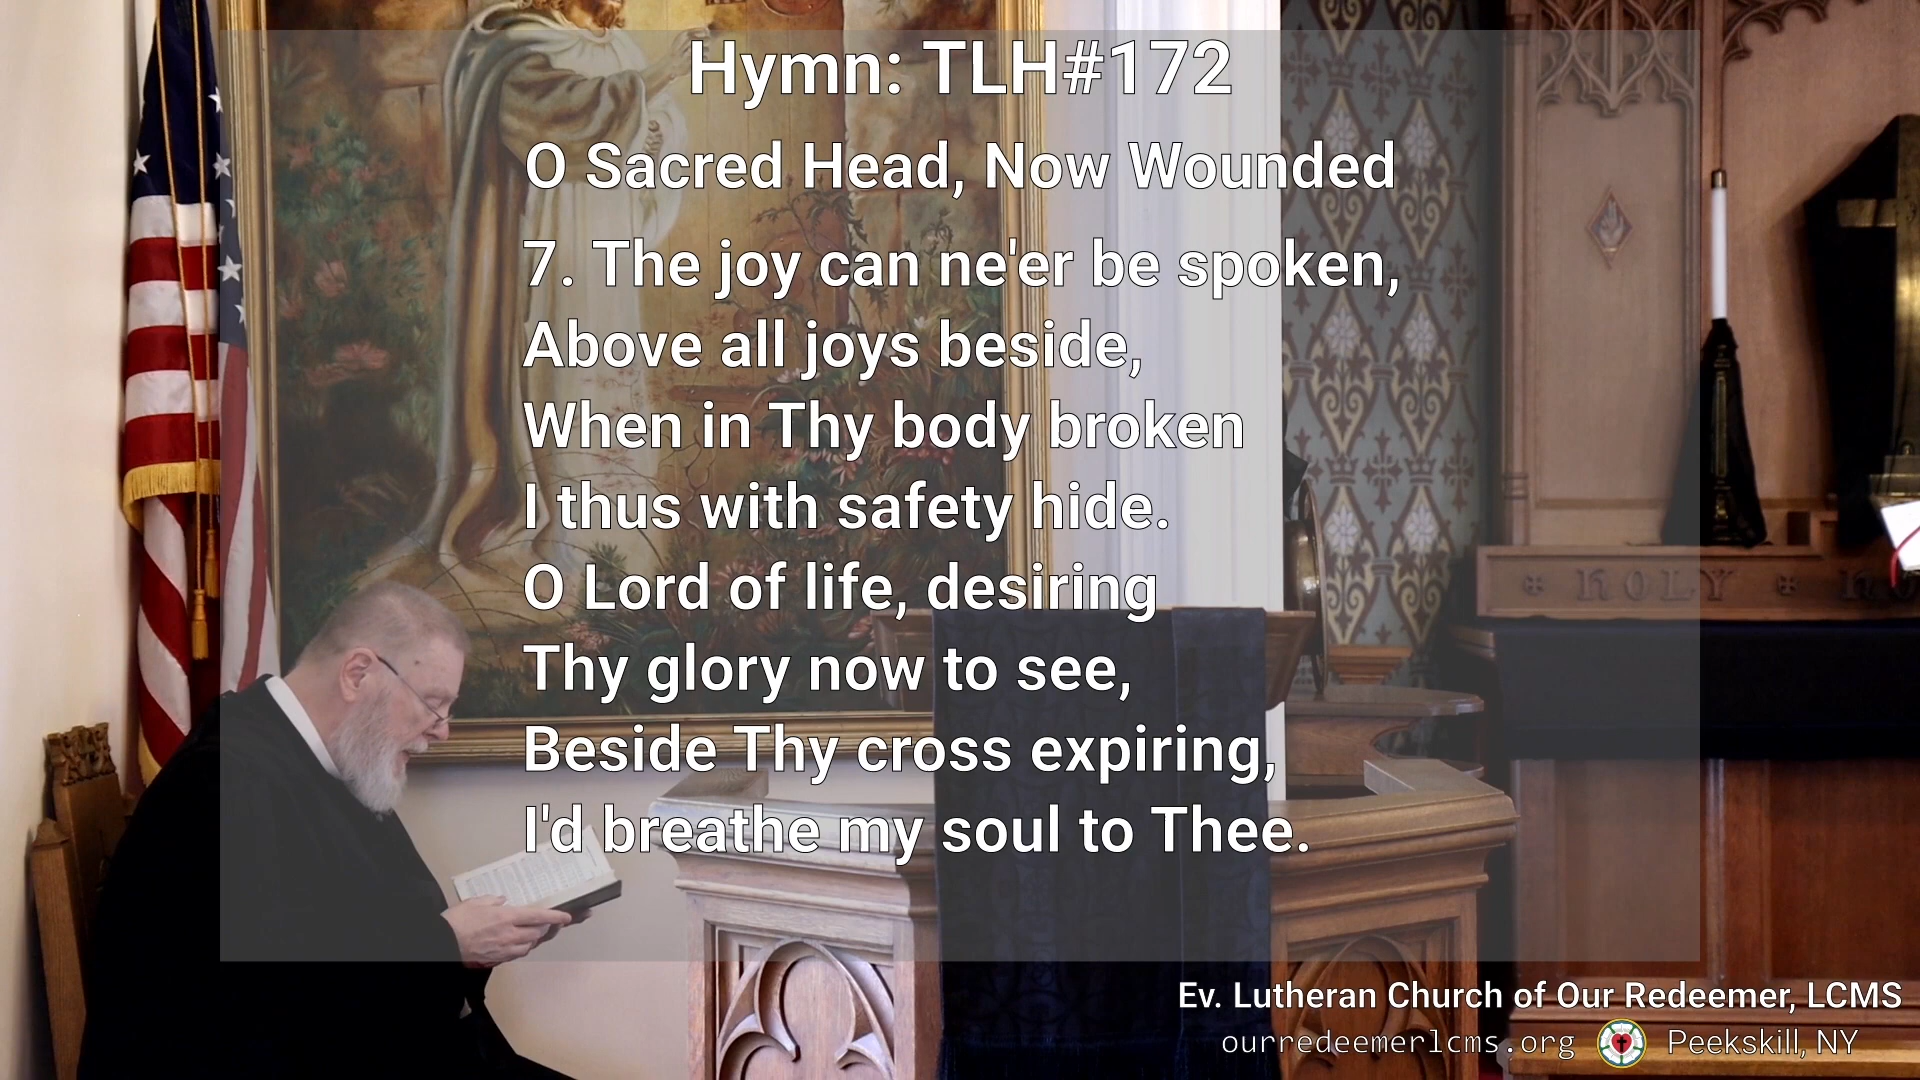 Hymn: TLH#172
O Sacred Head, Now Wounded
7. The joy can ne'er be spoken,
Above all joys beside,
When in Thy body broken
I thus with safety hide.
O Lord of life, desiring
Thy glory now to see,
Beside Thy cross expiring,
I'd breathe my soul to Thee.
HOLY
Ev. Lutheran Church of Our Redeemer, LCMS
ourredeemerlcms.org Peekskill, NY